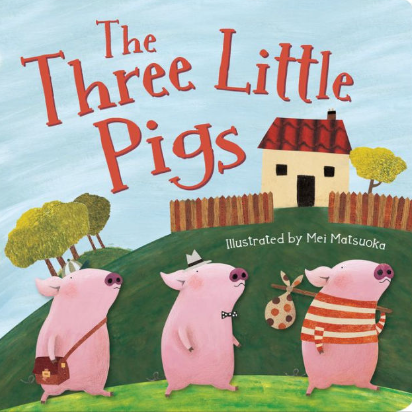 The
Three Little
Pigs
Illustrated by Mei Matsuoka